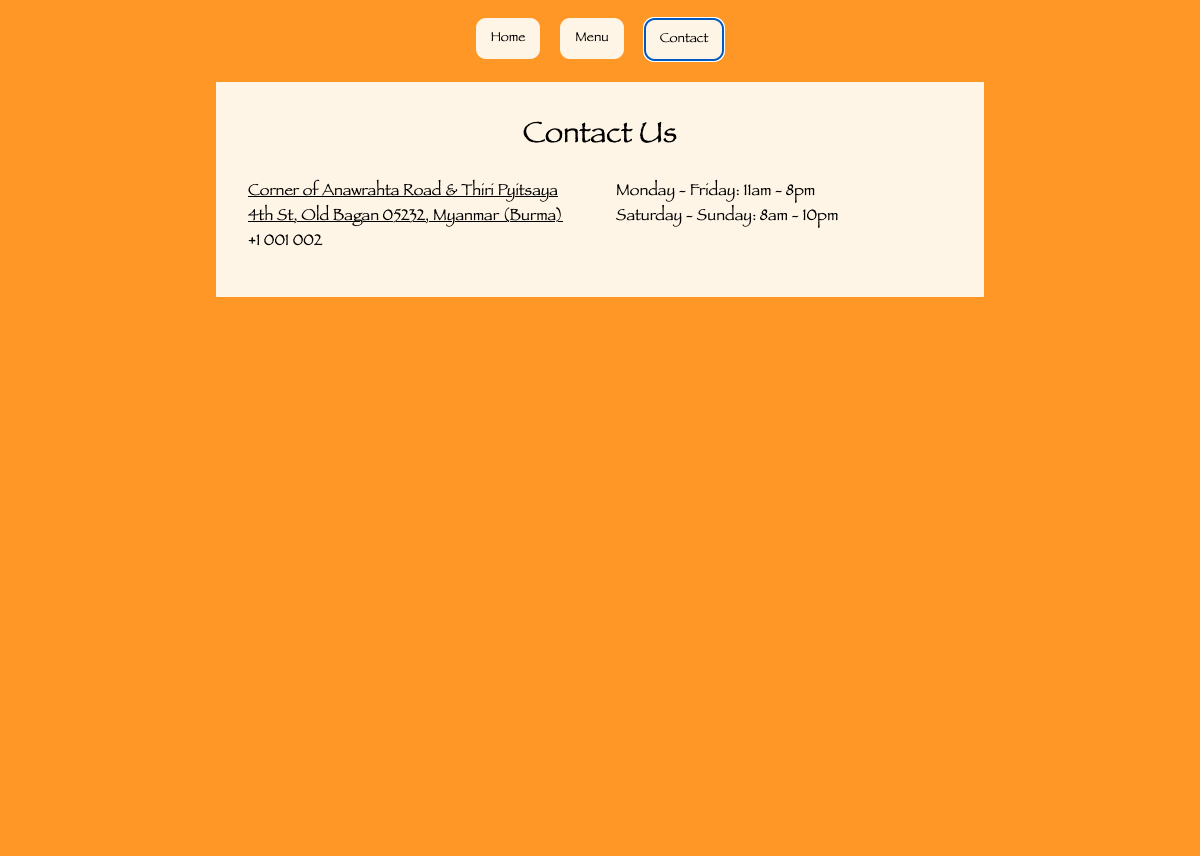 Home
Menu
Contact
Contact Us
Corner of Anawrahta Road & Thiri Pyitsaya
4th St, Old Bagan 05232, Myanmar (Burma)
+1 001 002
Monday - Friday: 11am - 8pm
Saturday - Sunday: 8am - 10pm